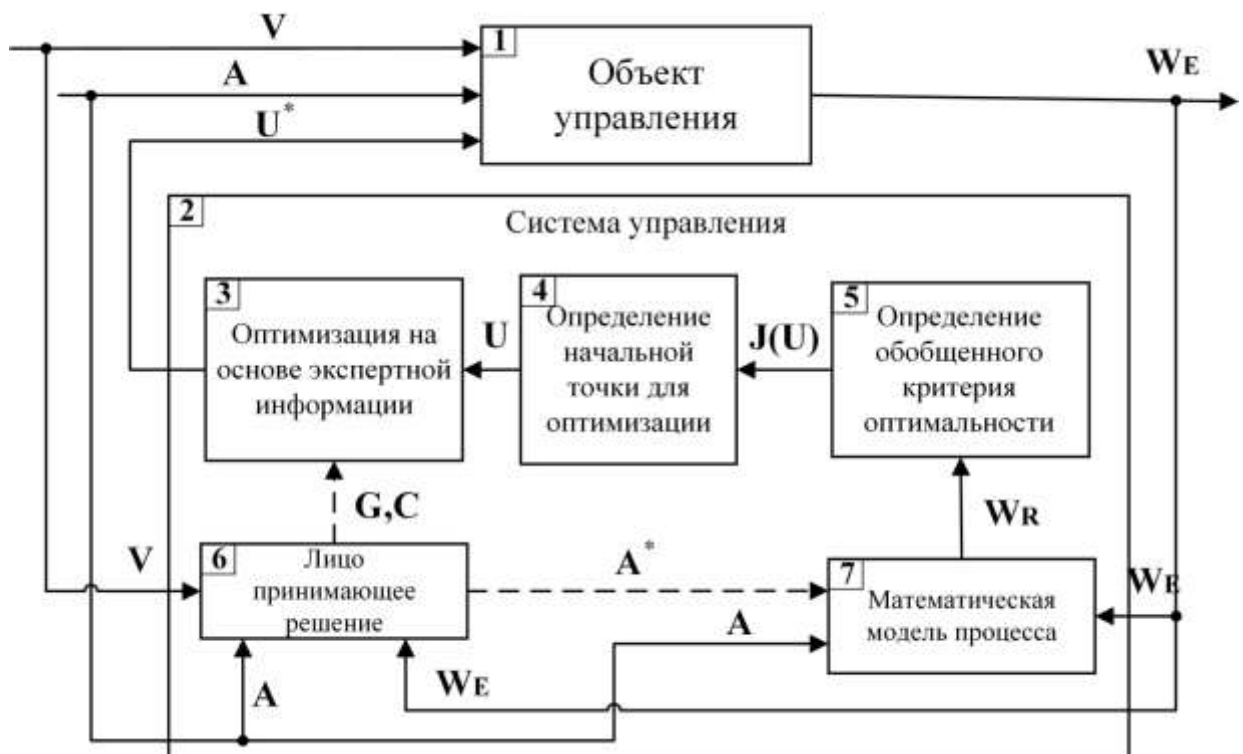 V
1
Объект
управления
A
U*
WE
2
Система управления
3
Оптимизация на
основе экспертной
информации
U
4
Определение
начальной
точки для
оптимизации
J(U)
5
Определение
обобщенного
критерия
оптимальности
G,C
WR
V
6
Лицо
принимающее
решение
A*
7
Математическая
модель процесса
WE
A
WE
A